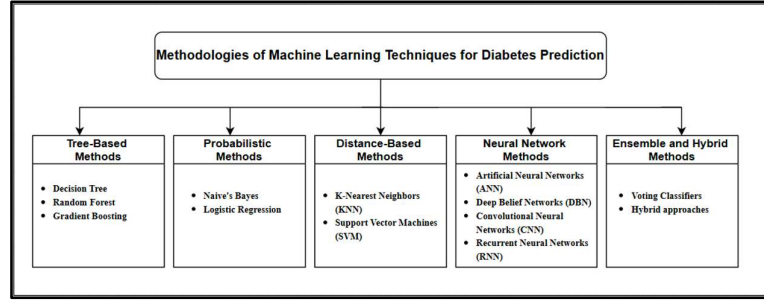 Methodologies of Machine Learning Techniques for Diabetes Prediction
Tree-Based
Methods
• Decision Tree
• Random Forest
• Gradient Boosting
Probabilistic
Methods
• Naive's Bayes
• Logistic Regression
Distance-Based
Methods
• K-Nearest Neighbors
(KNN)
• Support Vector Machines
(SVM)
Neural Network
Methods
• Artificial Neural Networks
(ANN)
• Deep Belief Networks (DBN)
• Convolutional Neural
Networks (CNN)
• Recurrent Neural Networks
(RNN)
Ensemble and Hybrid
Methods
• Voting Classifiers
• Hybrid approaches